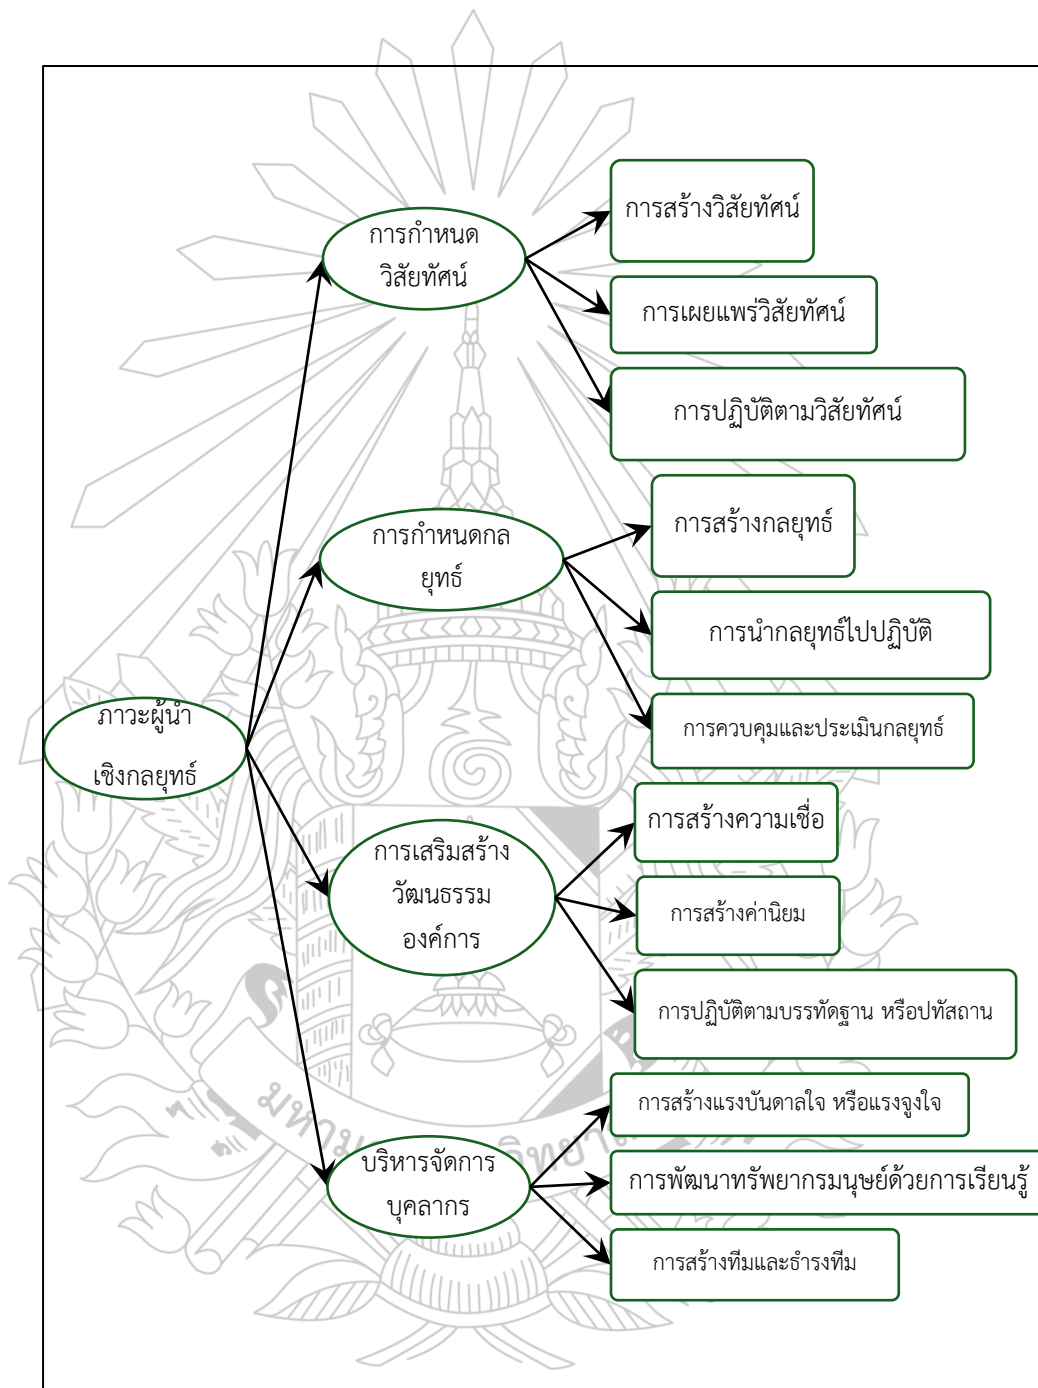 การกำหนด
วิสัยทัศน์
การสร้างวิสัยทัศน์
การเผยแพร่วิสัยทัศน์
การปฏิบัติตามวิสัยทัศน์
การกำหนดกล
ยุทธ์
การสร้างกลยุทธ์
การนำกลยุทธ์ไปปฏิบัติ
การควบคุมและประเมินกลยุทธ์
ภาวะผู้นำ
เชิงกลยุทธ์
การเสริมสร้าง
วัฒนธรรม
องค์การ
การสร้างความเชื่อ
การสร้างค่านิยม
การปฏิบัติตามบรรทัดฐาน หรือปทัสถาน
บริหารจัดการ
บุคลากร
การสร้างแรงบันดาลใจ หรือแรงจูงใจ
การพัฒนาทรัพยากรมนุษย์ด้วยการเรียนรู้
การสร้างทีมและธำรงทีม